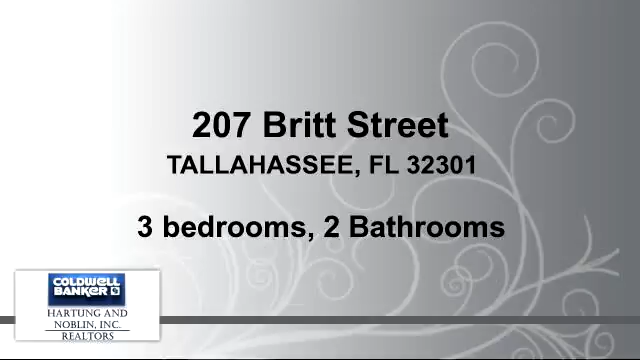 207 Britt Street
TALLAHASSEE, FL 32301
3 bedrooms, 2 Bathrooms
COLDWELL
BANKER
HARTUNG AND
NOBLIN, INC.
REALTORS